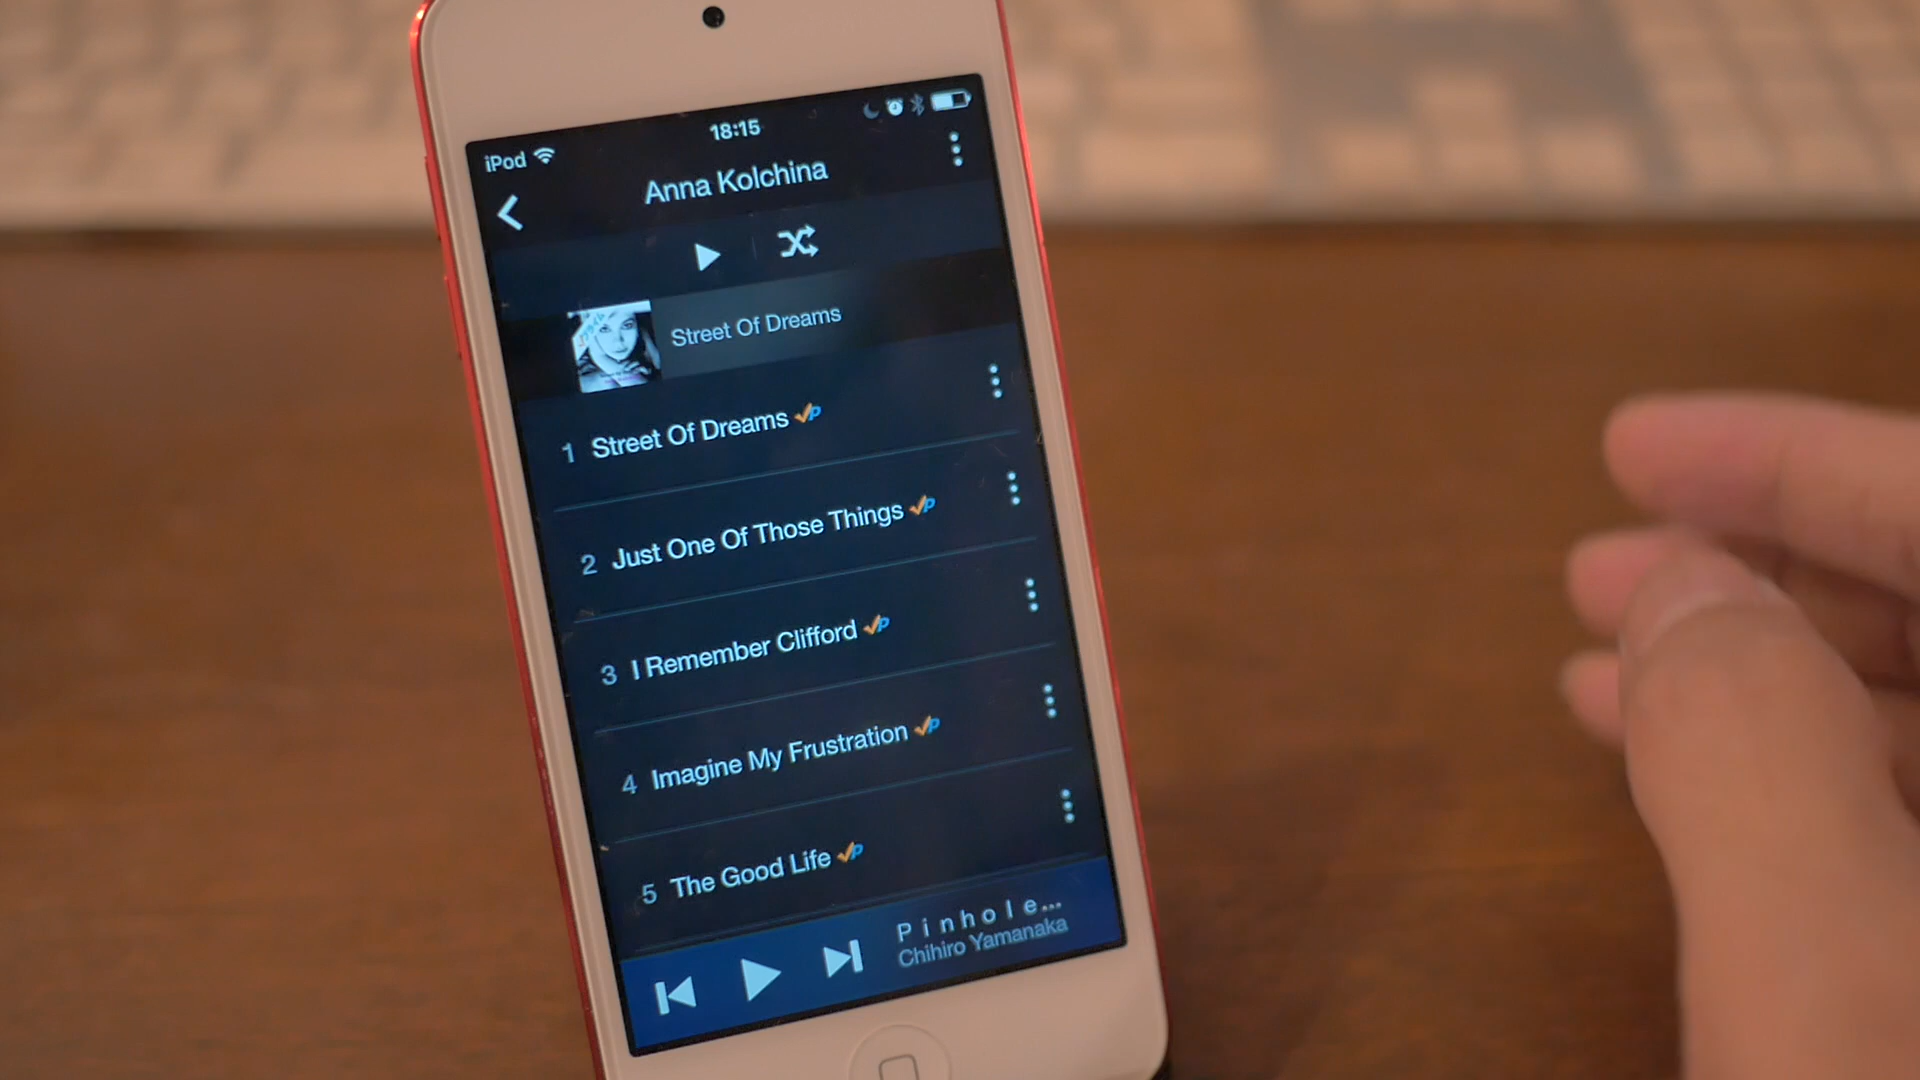 iPod
18:15
Anna Kolchina
Street Of Dreams
1 Street Of Dreams
2 Just One Of Those Things
3 I Remember Clifford
4 Imagine My Frustration
5 The Good Life
Pinhole...
Chihiro Yamanaka